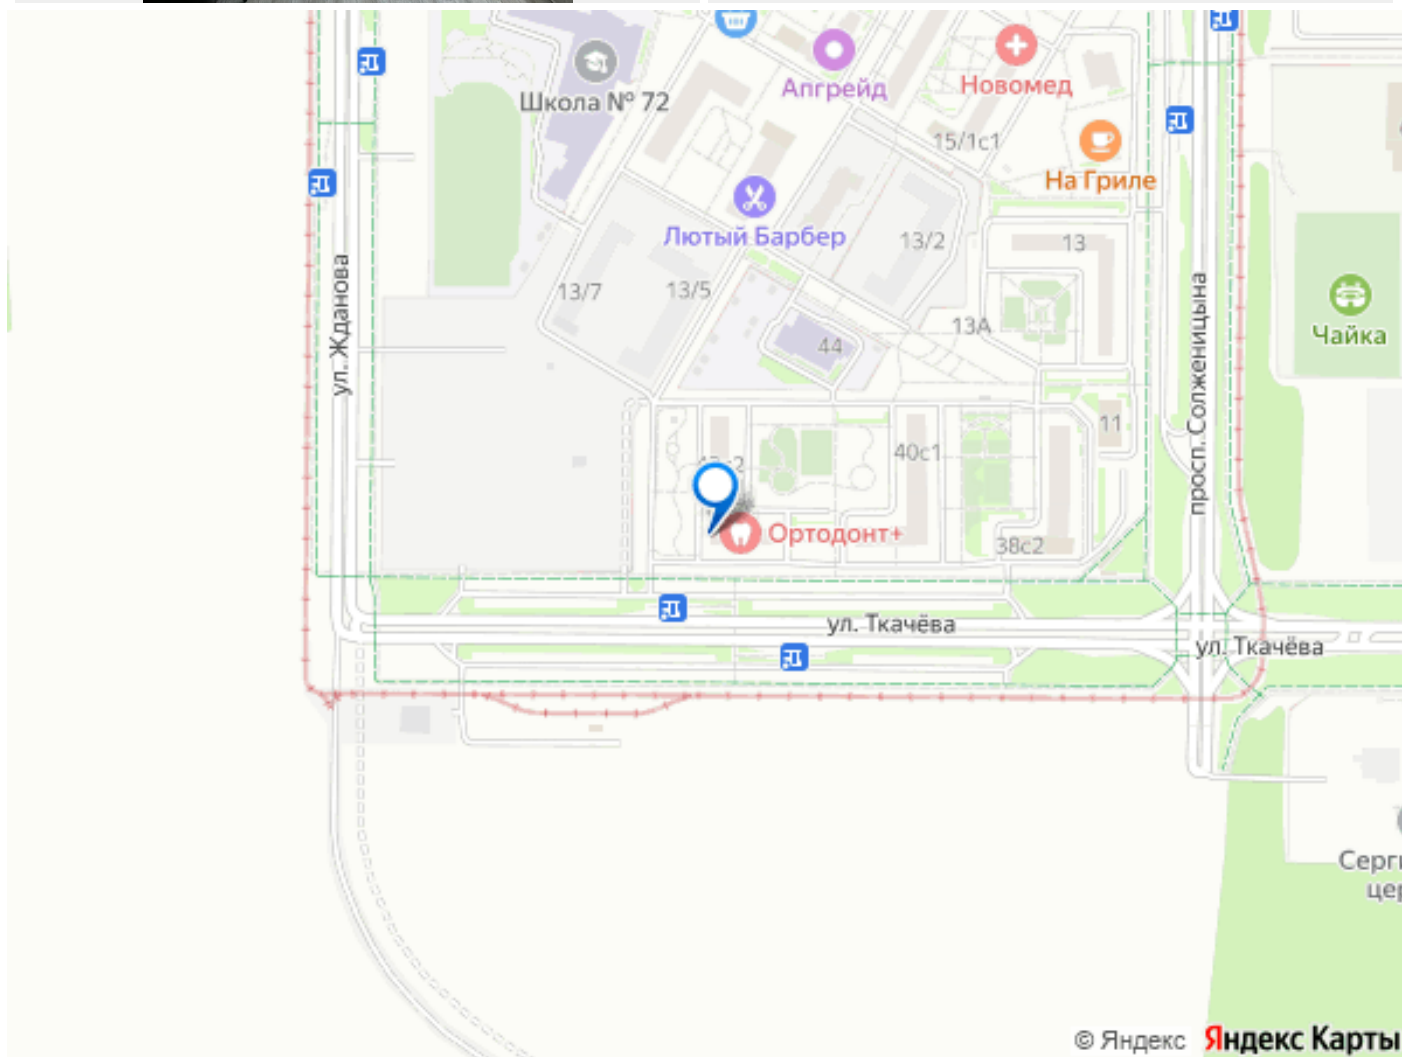 Школа № 72
Апгрейд
Новомед
15/1с1
На Гриле
Лютый Барбер
13/2
13
13/7
13/5
13А
44
Чайка
ул. Жданова
просп. Солженицына
11
40с1
Ортодонт+
38с2
ул. Ткачёва
ул. Ткачёва
© Яндекс
Яндекс Карты